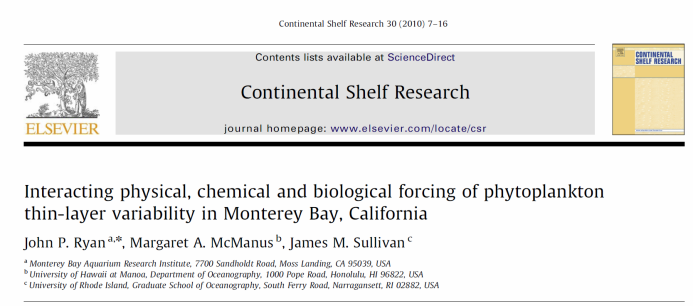 Continental Shelf Research 30 (2010) 7–16
Contents lists available at ScienceDirect
Continental Shelf Research
journal homepage: www.elsevier.com/locate/csr
ELSEVIER
CONTINENTAL
SHELF RESEARCH
Interacting physical, chemical and biological forcing of phytoplankton
thin-layer variability in Monterey Bay, California
John P. Ryan a,*, Margaret A. McManus b, James M. Sullivan c
a Monterey Bay Aquarium Research Institute, 7700 Sandholdt Road, Moss Landing, CA 95039, USA
b University of Hawaii at Manoa, Department of Oceanography, 1000 Pope Road, Honolulu, HI 96822, USA
c University of Rhode Island, Graduate School of Oceanography, South Ferry Road, Narragansett, RI 02882, USA